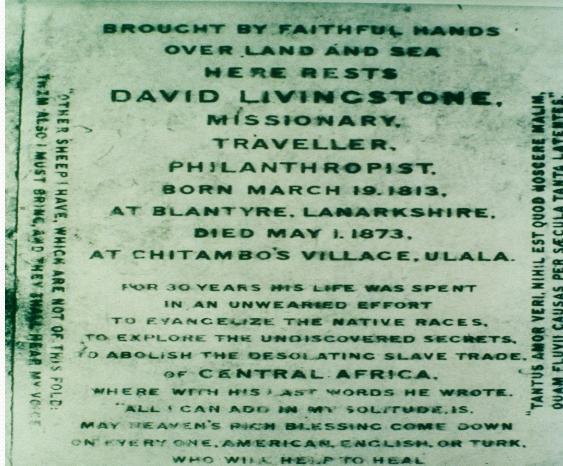 BROUGHT BY FAITHFUL HANDS
OVER LAND AND SEA
HERE RESTS
DAVID LIVINGSTONE,
MISSIONARY,
TRAVELLER,
PHILANTHROPIST,
BORN MARCH 19. 1813,
AT BLANTYRE, LANARKSHIRE,
DIED MAY 1. 1873,
AT CHITAMBO'S VILLAGE, ULALA.
FOR 30 YEARS HIS LIFE WAS SPENT
IN AN UNWEARIED EFFORT
TO EVANGELIZE THE NATIVE RACES,
TO EXPLORE THE UNDISCOVERED SECRETS,
TO ABOLISH THE DESOLATING SLAVE TRADE,
OF CENTRAL AFRICA,
WHERE WITH HIS LAST WORDS HE WROTE,
"ALL I CAN ADD IN MY SOLITUDE, IS,
MAY HEAVEN'S RICH BLESSING COME DOWN
ON EVERY ONE, AMERICAN, ENGLISH, OR TURK,
WHO WILL HELP TO HEAL
"OTHER SHEEP I HAVE, WHICH ARE NOT OF THIS FOLD:
THEM ALSO I MUST BRING, AND THEY SHALL HEAR MY VOICE
"TANTUS AMOR VERI, NIHIL EST QUOD NOSCERE MALIM,
QUAM FLUVII CAUSAS PER SÆCULA TANTA LATENTES."